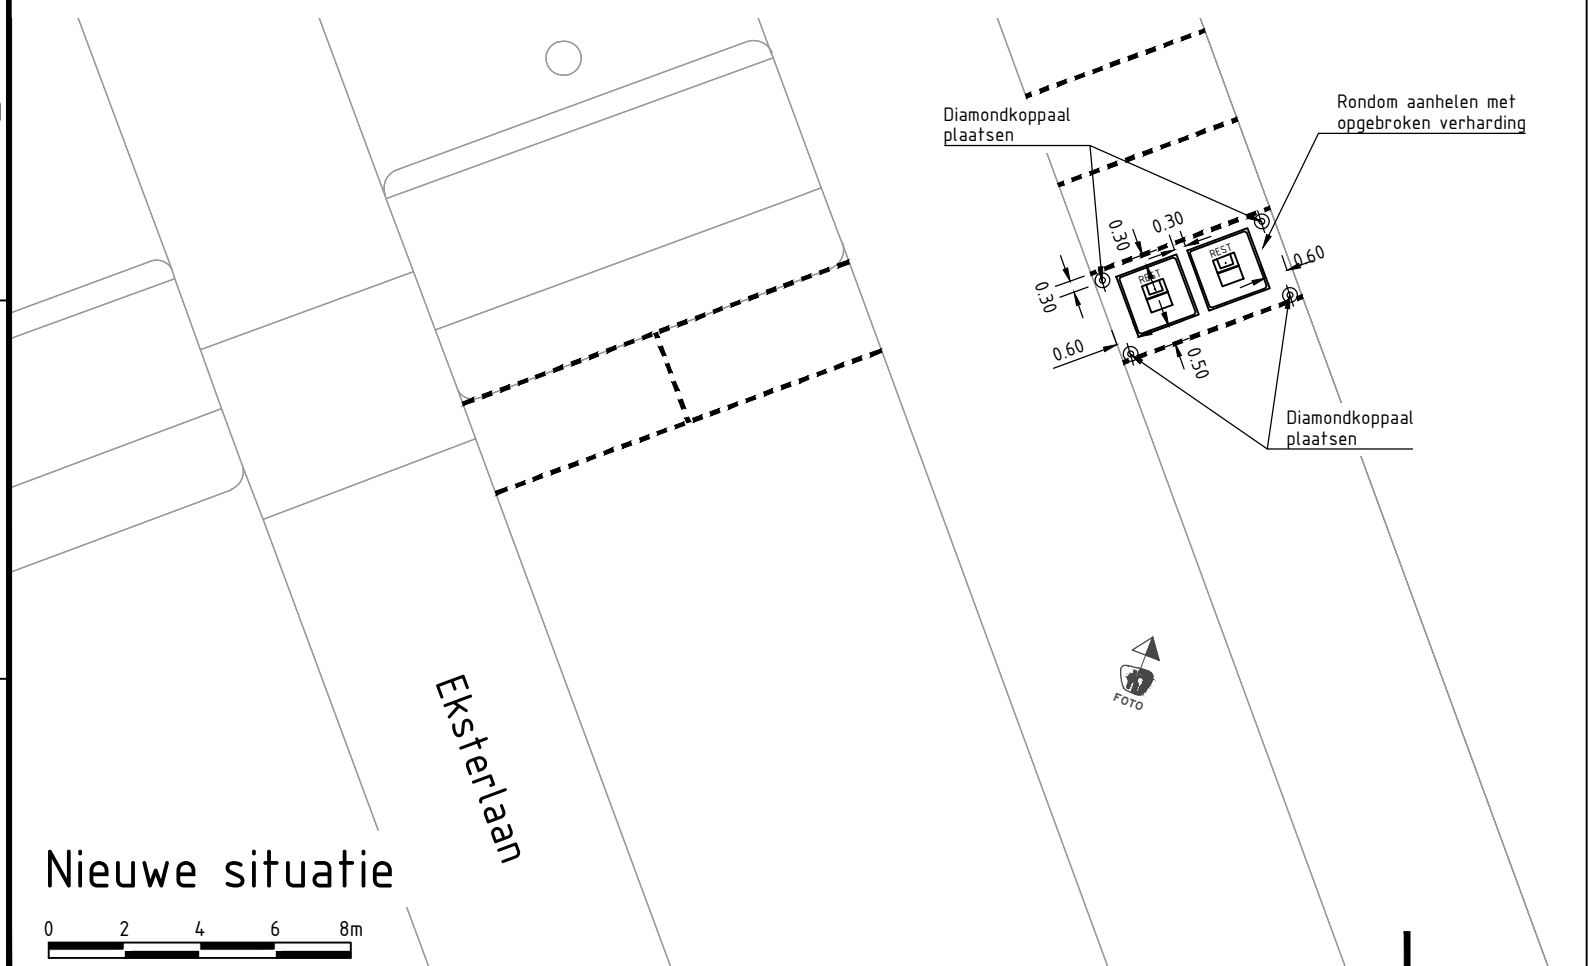 Diamondkoppaal
plaatsen
Rondom aanhelen met
opgebroken verharding
0.30
0.30
REST
0.60
REST
0.30
0.60
0.50
Diamondkoppaal
plaatsen
FOTO
Eksterlaan
Nieuwe situatie
0 2 4 6 8m